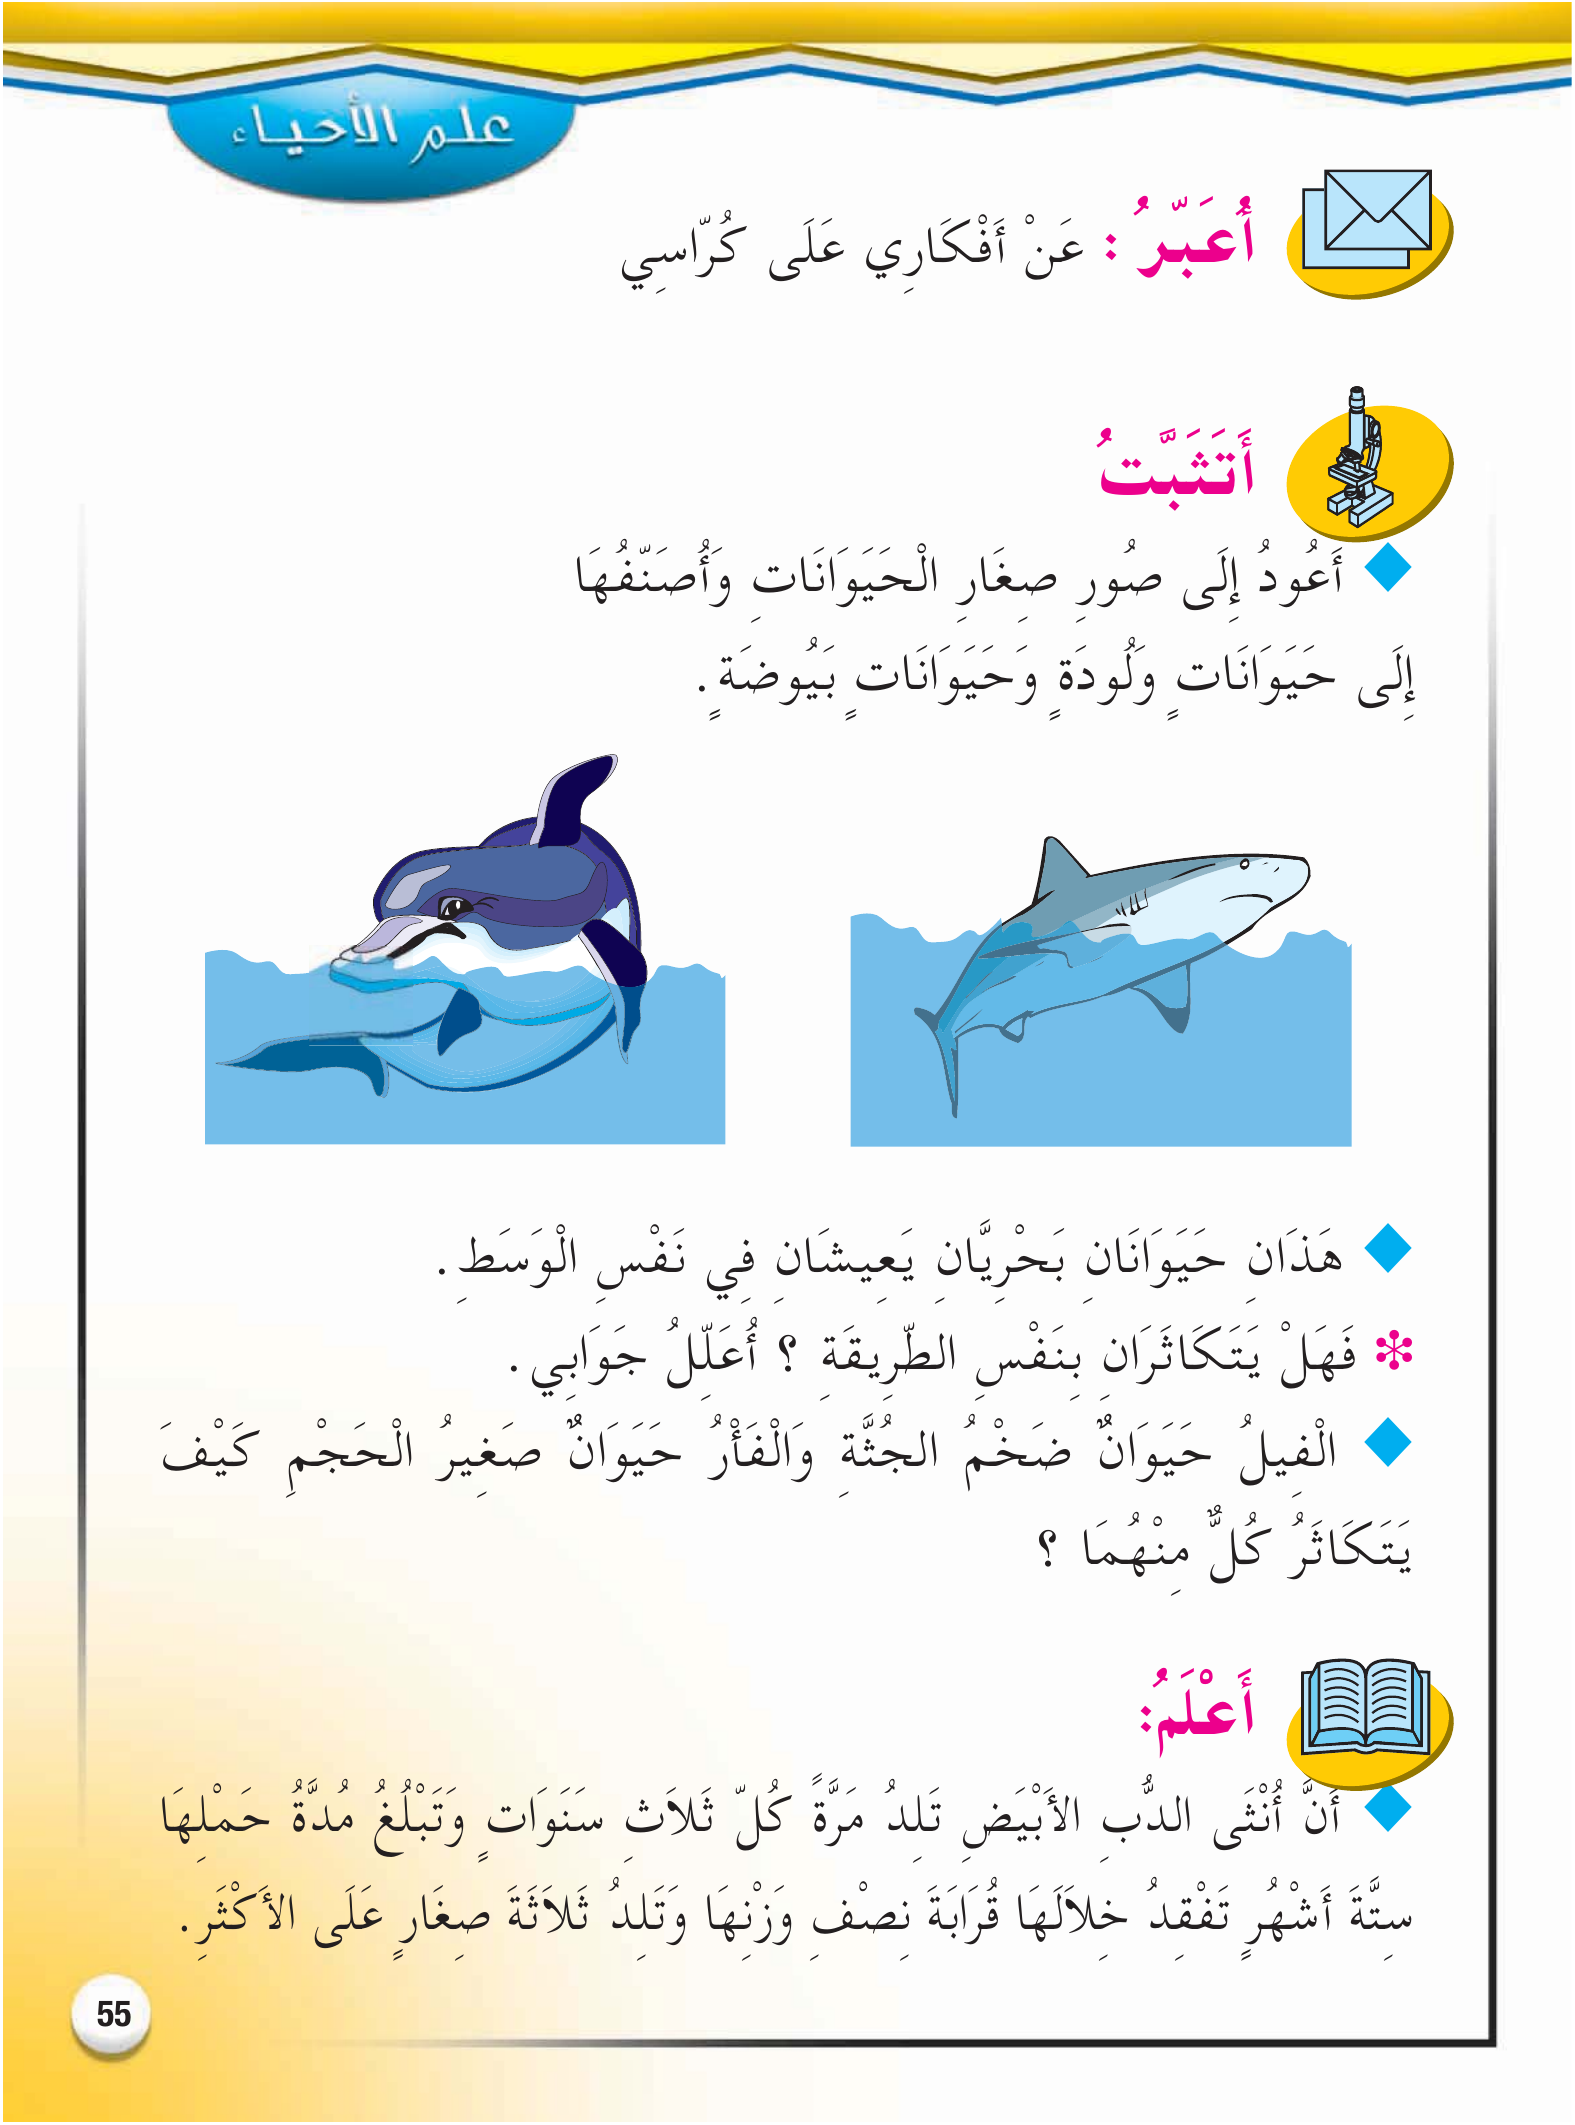 علم الأحياء
أُعَبّرُ : عَنْ أَفْكَارِي عَلَى كُرّاسِي
أَتَثَبَّتُ
أَعُودُ إِلَى صُورِ صِغَارِ الْحَيَوَانَاتِ وَأُصَنّفُهَا
إِلَى حَيَوَانَاتٍ وَلُودَةٍ وَحَيَوَانَاتٍ بَيُوضَةٍ.
هَذَانِ حَيَوَانَانِ بَحْرِيَّانِ يَعِيشَانِ فِي نَفْسِ الْوَسَطِ.
فَهَلْ يَتَكَاثَرَانِ بِنَفْسِ الطّرِيقَةِ ؟ أُعَلّلُ جَوَابِي.
الْفِيلُ حَيَوَانٌ ضَخْمُ الجُثَّةِ وَالْفَأْرُ حَيَوَانٌ صَغِيرُ الْحَجْمِ كَيْفَ
يَتَكَاثَرُ كُلٌّ مِنْهُمَا ؟
أَعْلَمُ:
أَنَّ أُنْثَى الدُّبِ الأَبْيَضِ تَلِدُ مَرَّةً كُلّ ثَلاَثِ سَنَوَاتٍ وَتَبْلُغُ مُدَّةُ حَمْلِهَا
سِتَّةَ أَشْهُرٍ تَفْقِدُ خِلاَلَهَا قُرَابَةَ نِصْفِ وَزْنِهَا وَتَلِدُ ثَلاَثَةَ صِغَارٍ عَلَى الأَكْثَرِ.
55